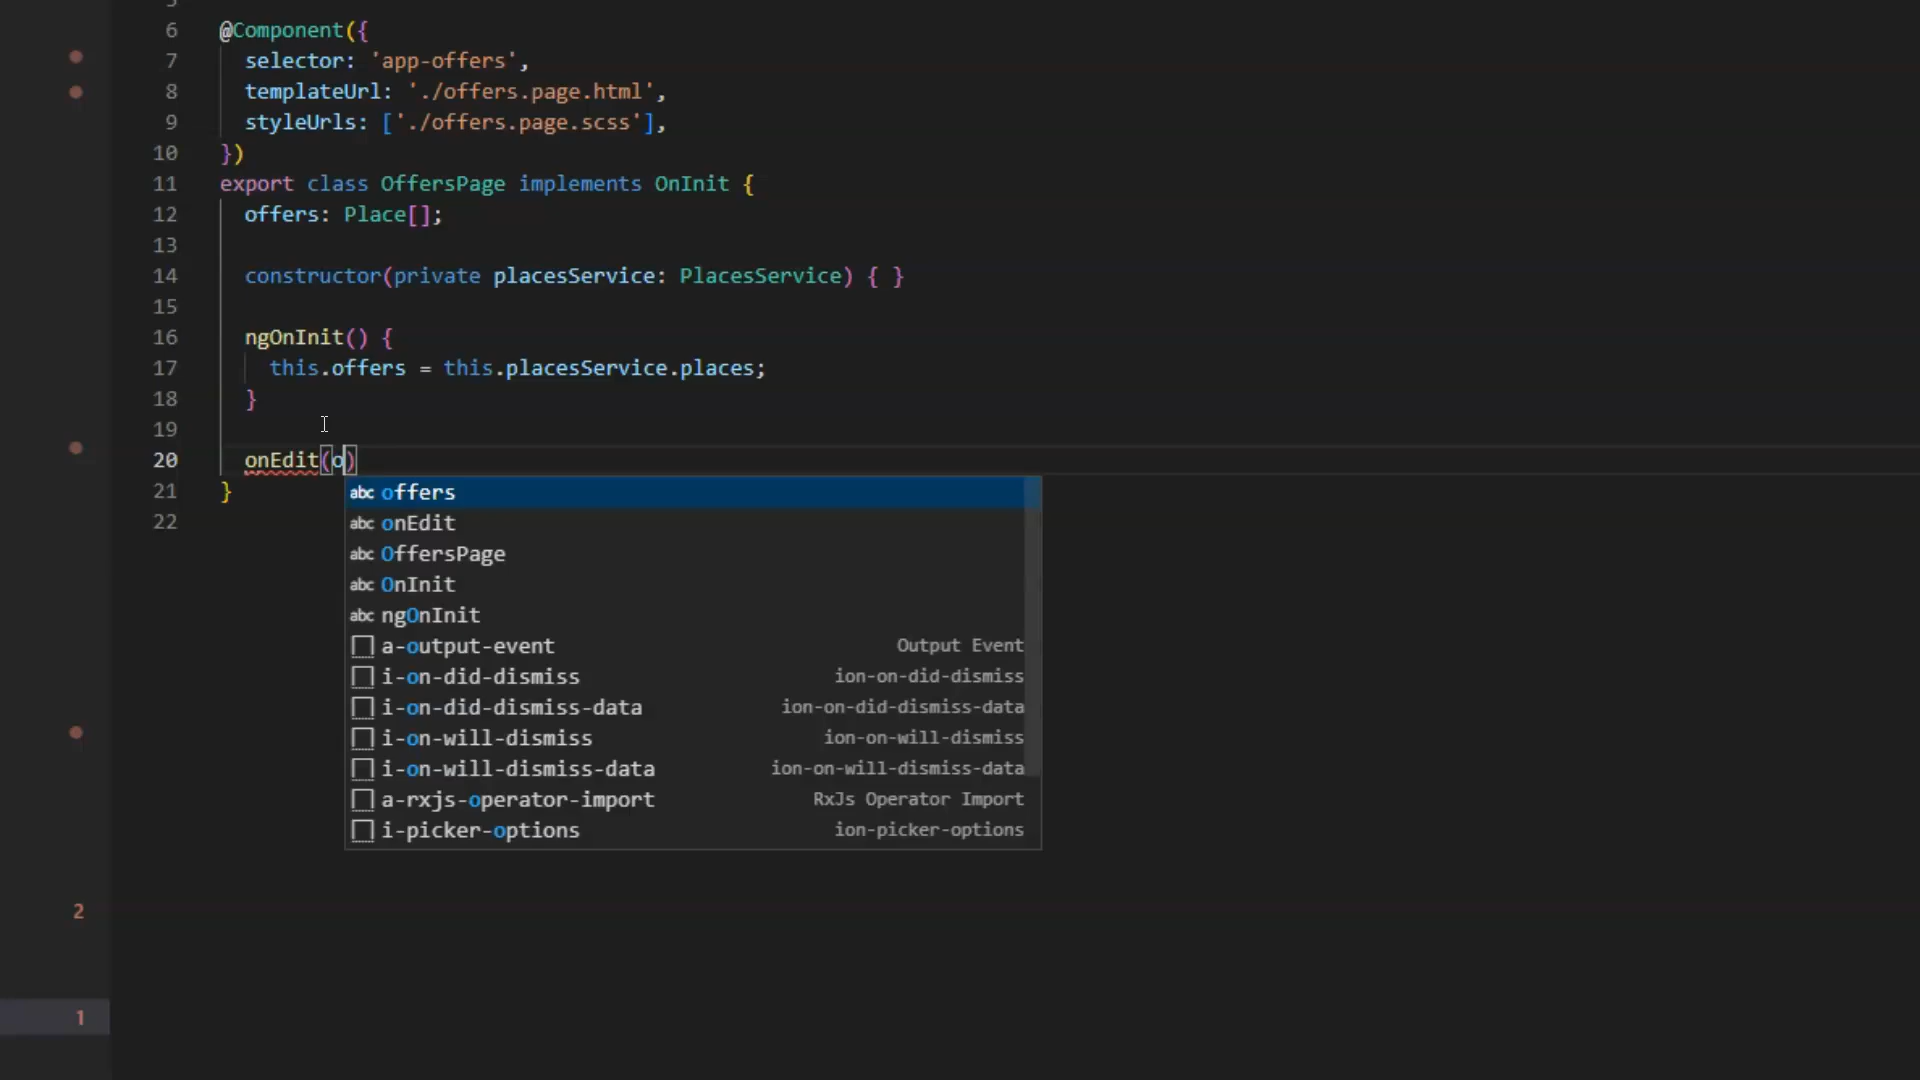 6 @Component({
7 selector: 'app-offers',
8 templateUrl: './offers.page.html',
9 styleUrls: ['./offers.page.scss'],
10 })
11 export class OffersPage implements OnInit {
12 offers: Place[];
13
14 constructor(private placesService: PlacesService) { }
15
16 ngOnInit() {
17 this.offers = this.placesService.places;
18 }
19
20 onEdit(o)
21 }
22
abc offers
abc onEdit
abc OffersPage
abc OnInit
abc ngOnInit
a-output-event Output Event
i-on-did-dismiss ion-on-did-dismiss
i-on-did-dismiss-data ion-on-did-dismiss-data
i-on-will-dismiss ion-on-will-dismiss
i-on-will-dismiss-data ion-on-will-dismiss-data
a-rxjs-operator-import RxJs Operator Import
i-picker-options ion-picker-options
2
1